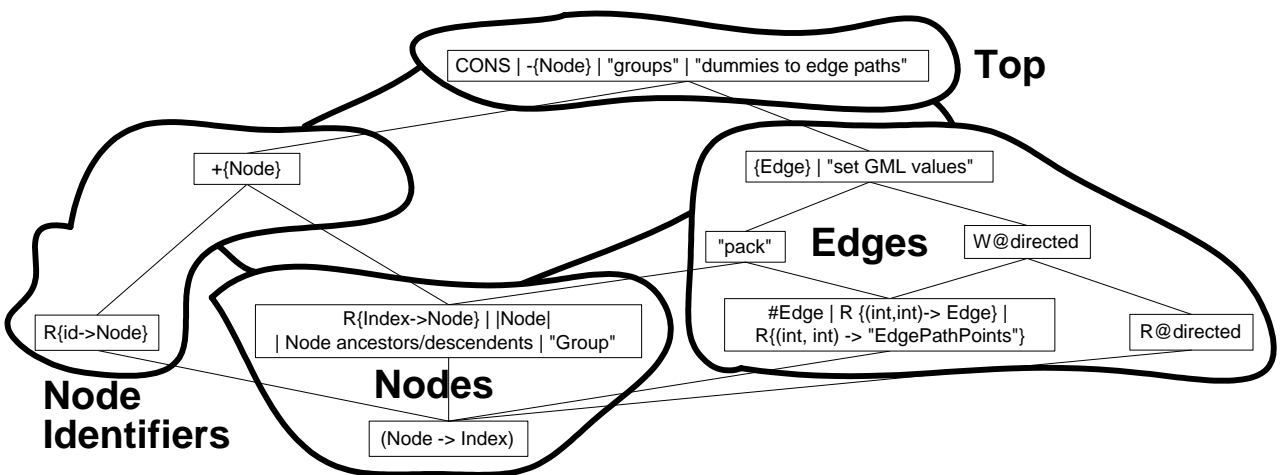 CONS | -{Node} | "groups" | "dummies to edge paths"
Top
+{Node}
{Edge} | "set GML values"
"pack"
Edges
W@directed
R{id->Node}
R{Index->Node} | |Node|
| Node ancestors/descendents | "Group"
#Edge | R {(int,int)-> Edge} |
R{(int, int) -> "EdgePathPoints"}
R@directed
Nodes
Node
Identifiers
(Node -> Index)